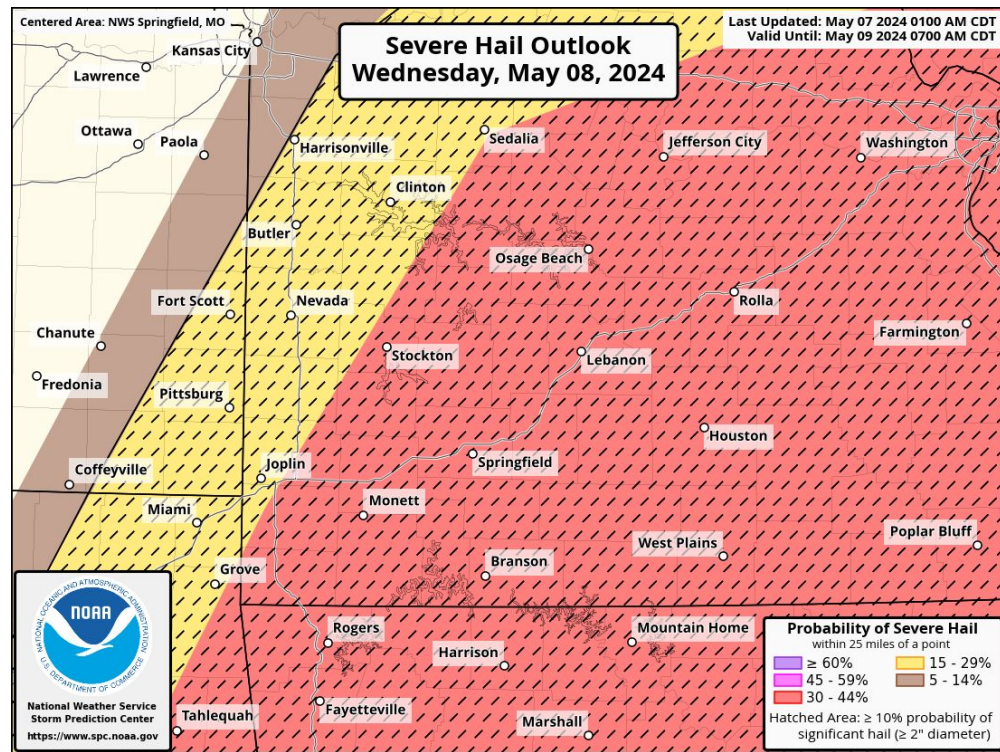 Centered Area: NWS Springfield, MO
Severe Hail Outlook
Wednesday, May 08, 2024
Last Updated: May 07 2024 0100 AM CDT
Valid Until: May 09 2024 0700 AM CDT
Kansas City
Lawrence
Ottawa
Paola
Harrisonville
Sedalia
Jefferson City
Washington
Clinton
Butler
Osage Beach
Fort Scott
Nevada
Rolla
Chanute
Farmington
Stockton
Lebanon
Fredonia
Pittsburg
Houston
Coffeyville
Joplin
Springfield
Miami
Monett
West Plains
Poplar Bluff
Grove
Branson
Rogers
Mountain Home
Harrison
Tahlequah
Fayetteville
Marshall
NATIONAL OCEANIC AND ATMOSPHERIC ADMINISTRATION
NOAA
U.S. DEPARTMENT OF COMMERCE
National Weather Service
Storm Prediction Center
https://www.spc.noaa.gov
Probability of Severe Hail
within 25 miles of a point
≥ 60%
15 - 29%
45 - 59%
5 - 14%
30 - 44%
Hatched Area: ≥ 10% probability of
significant hail (≥ 2" diameter)